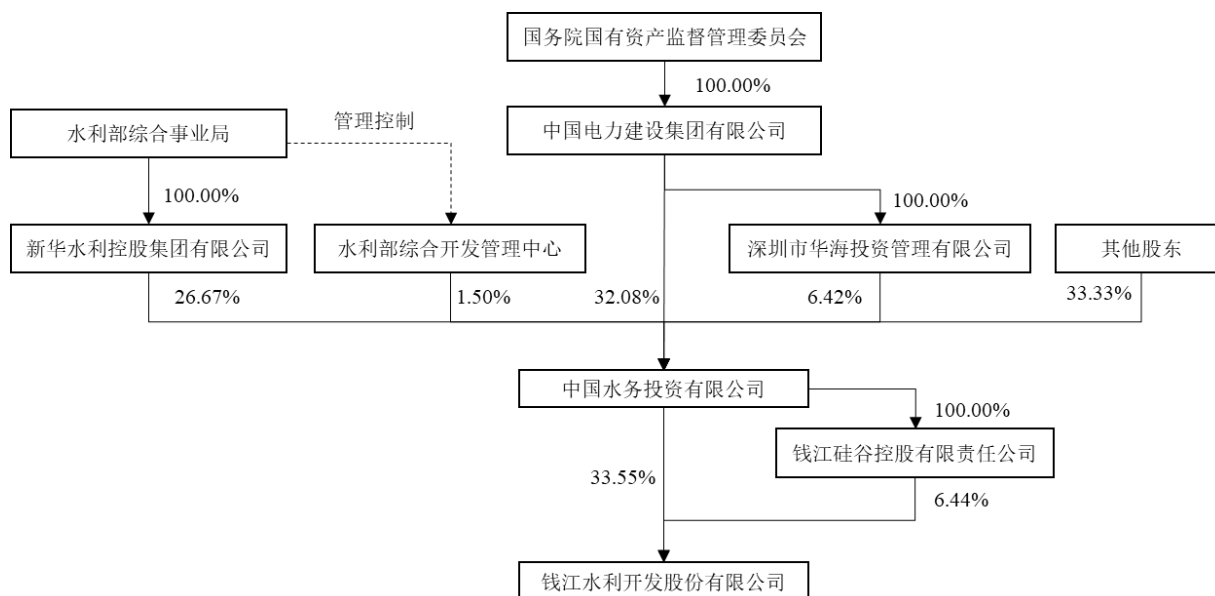 国务院国有资产监督管理委员会
100.00%
水利部综合事业局
管理控制
中国电力建设集团有限公司
100.00%
100.00%
新华水利控股集团有限公司
水利部综合开发管理中心
深圳市华海投资管理有限公司
其他股东
26.67%
1.50%
32.08%
6.42%
33.33%
中国水务投资有限公司
100.00%
钱江硅谷控股有限责任公司
33.55%
6.44%
钱江水利开发股份有限公司